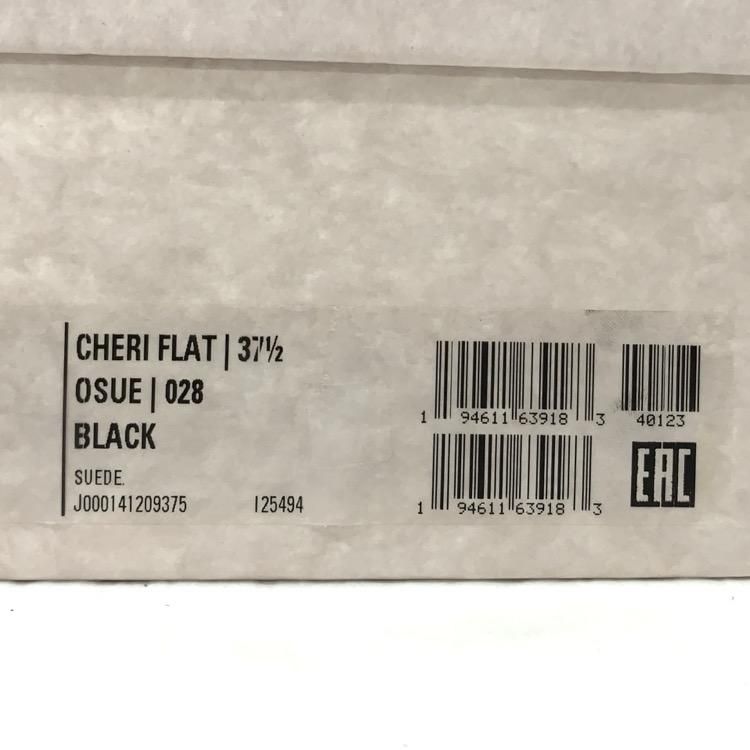 CHERI FLAT | 37½
OSUE | 028
BLACK
SUEDE.
J000141209375 I25494
1 94611 63918 3
40123
1 94611 63918 3
EAC